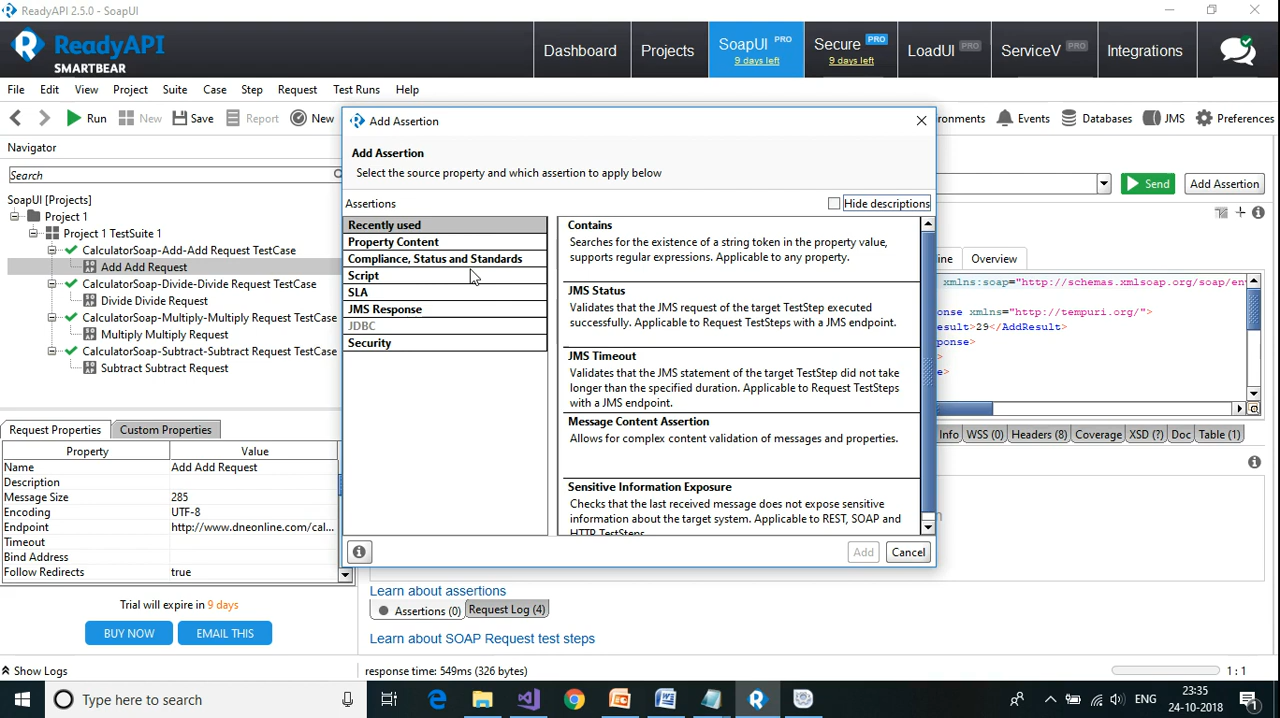 ReadyAPI 2.5.0 - SoapUI
ReadyAPI
SMARTBEAR
Dashboard
Projects
SoapUI PRO
9 days left
Secure PRO
9 days left
LoadUI PRO
ServiceV PRO
Integrations
File Edit View Project Suite Case Step Request Test Runs Help
Run New Save Report New
Events Databases JMS Preferences
Navigator
Search
SoapUI [Projects]
Project 1
Project 1 TestSuite 1
CalculatorSoap-Add-Add Request TestCase
Add Add Request
CalculatorSoap-Divide-Divide Request TestCase
Divide Divide Request
CalculatorSoap-Multiply-Multiply Request TestCase
Multiply Multiply Request
CalculatorSoap-Subtract-Subtract Request TestCase
Subtract Subtract Request
Request Properties Custom Properties
Property Value
Name Add Add Request
Description
Message Size 285
Encoding UTF-8
Endpoint http://www.dneonline.com/cal...
Timeout
Bind Address
Follow Redirects true
Trial will expire in 9 days
BUY NOW EMAIL THIS
Show Logs
Add Assertion
Add Assertion
Select the source property and which assertion to apply below
Assertions
Hide descriptions
Recently used
Property Content
Compliance, Status and Standards
Script
SLA
JMS Response
JDBC
Security
Contains
Searches for the existence of a string token in the property value,
supports regular expressions. Applicable to any property.
JMS Status
Validates that the JMS request of the target TestStep executed
successfully. Applicable to Request TestSteps with a JMS endpoint.
JMS Timeout
Validates that the JMS statement of the target TestStep did not take
longer than the specified duration. Applicable to Request TestSteps
with a JMS endpoint.
Message Content Assertion
Allows for complex content validation of messages and properties.
Sensitive Information Exposure
Checks that the last received message does not expose sensitive
information about the target system. Applicable to REST, SOAP and
HTTP TestSteps.
Add Cancel
Send Add Assertion
Overview
xmlns:soap="http://schemas.xmlsoap.org/soap/en
xmlns="http://tempuri.org/">
29</AddResult>
Info WSS (0) Headers (8) Coverage XSD (?) Doc Table (1)
Learn about assertions
Assertions (0) Request Log (4)
Learn about SOAP Request test steps
response time: 549ms (326 bytes)
1 : 1
Type here to search
ENG
23:35
24-10-2018
1